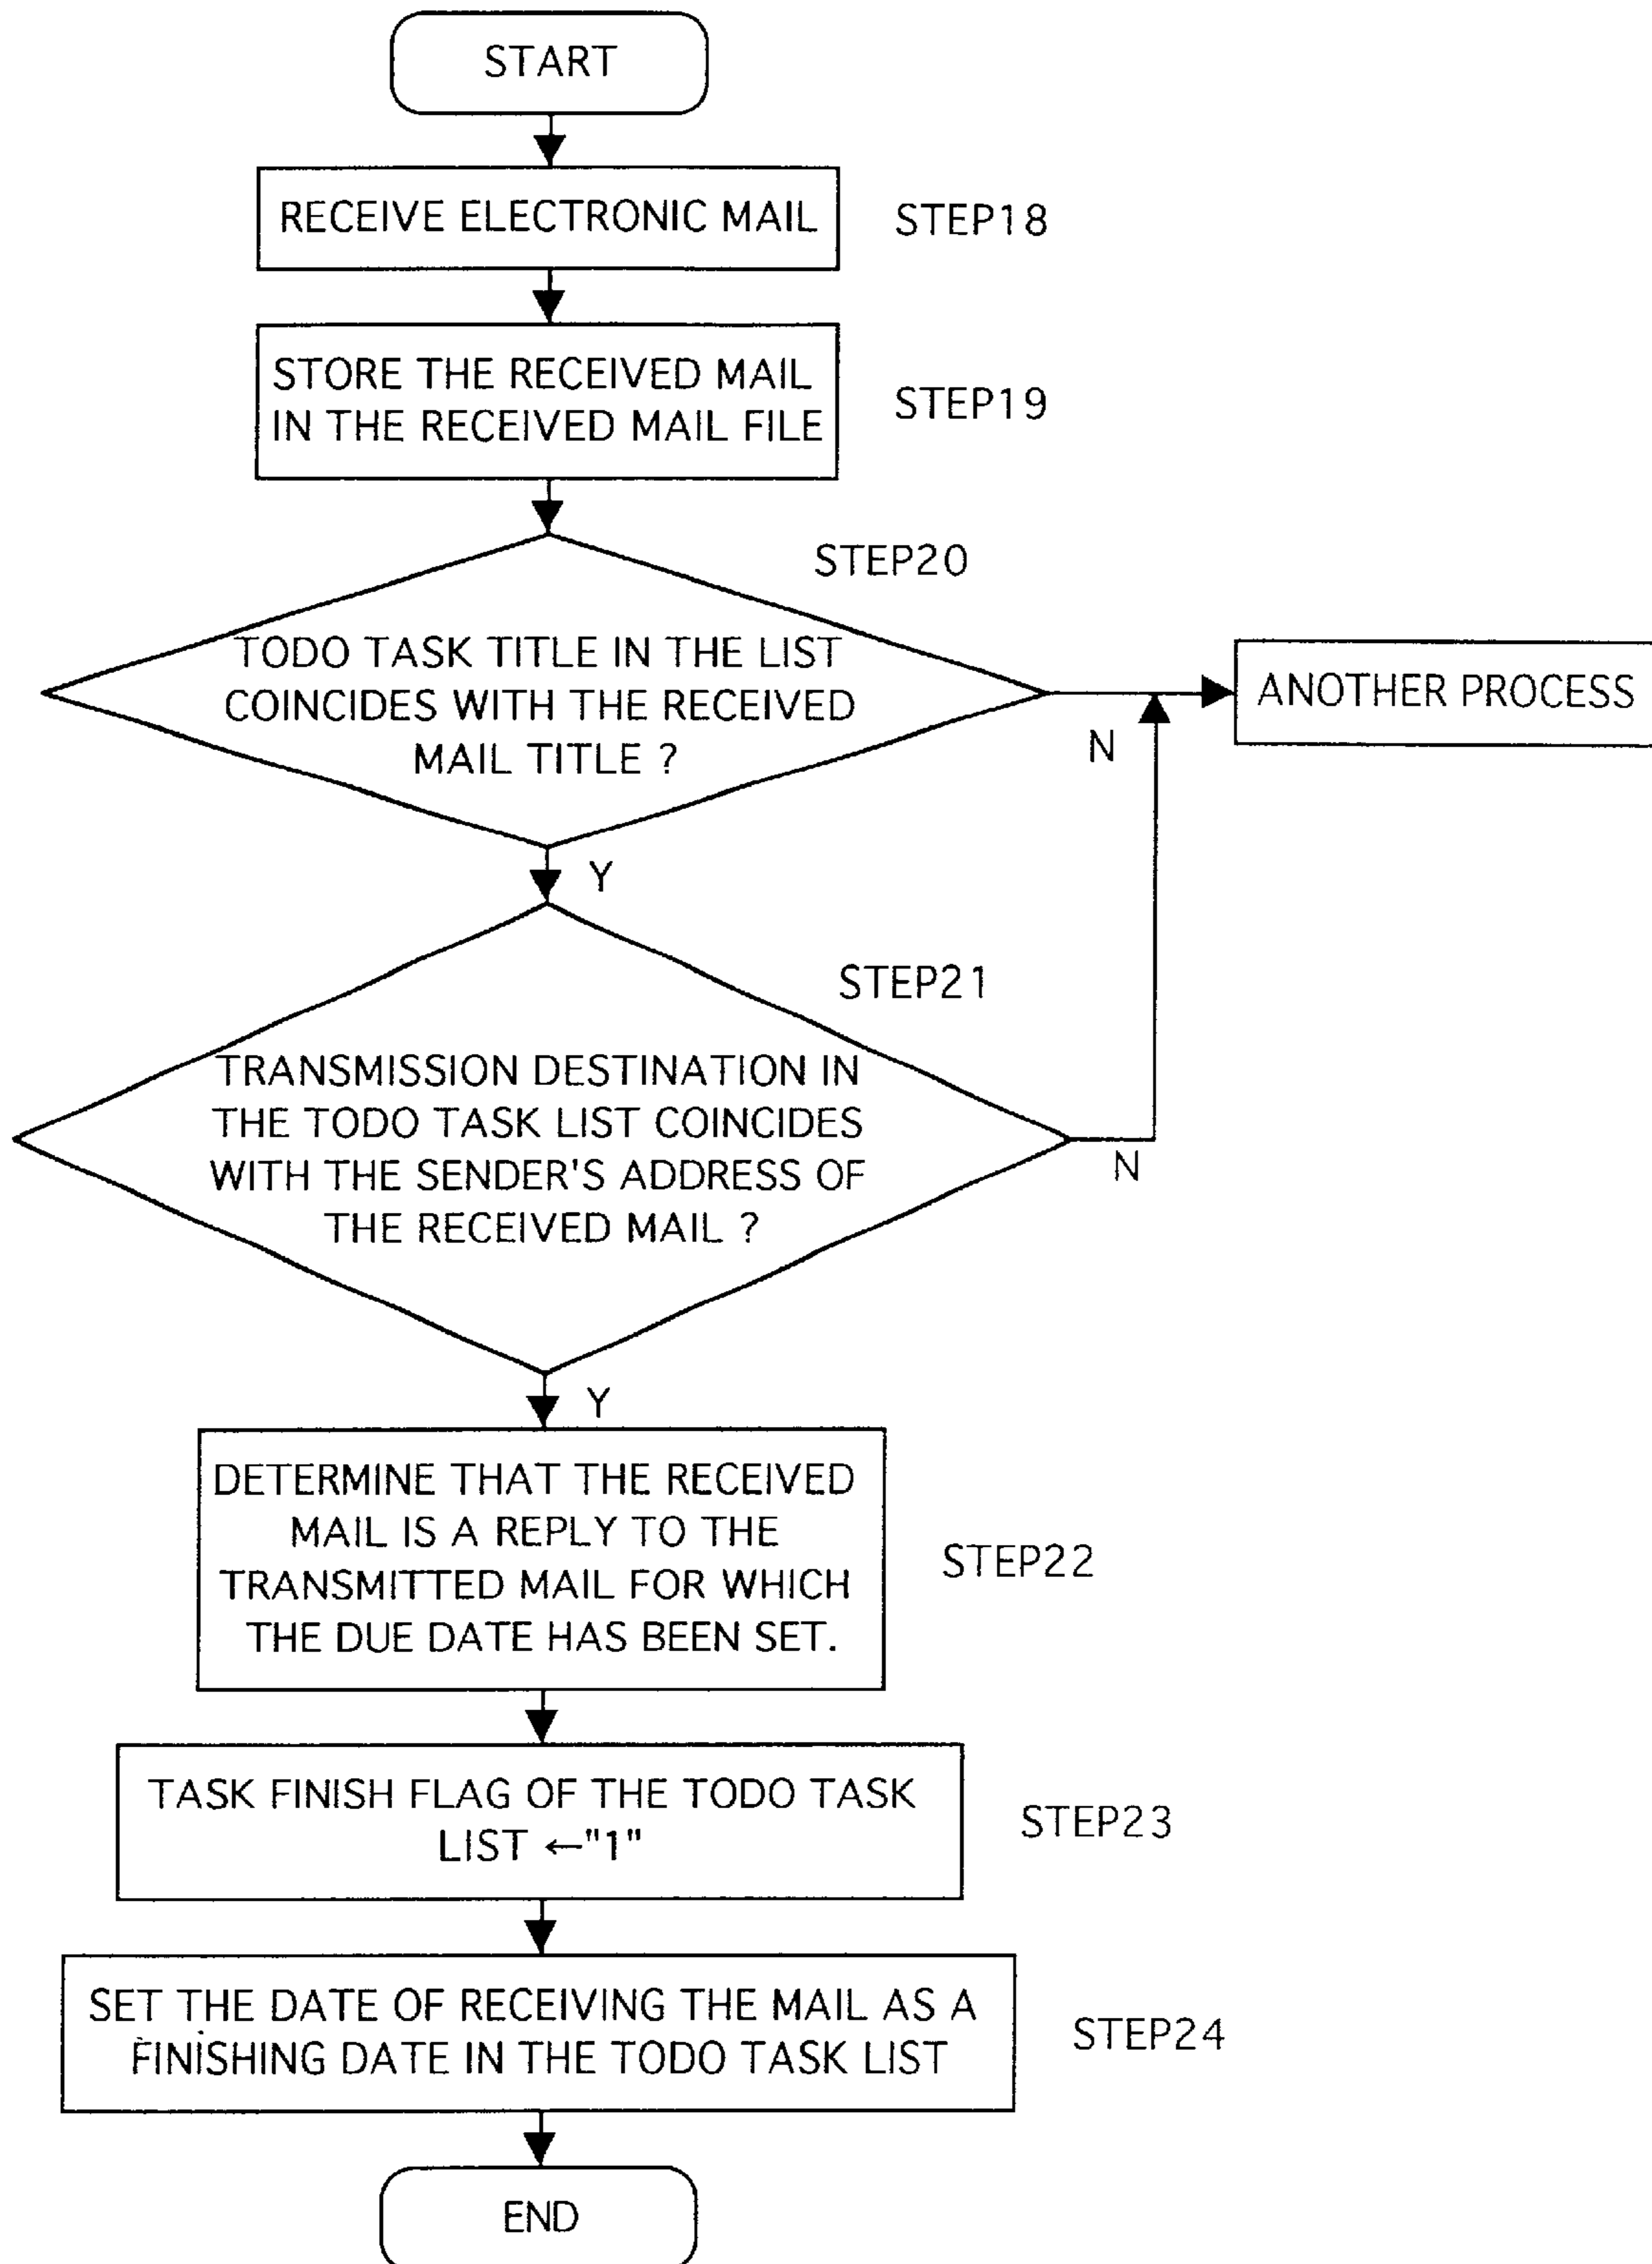 START
RECEIVE ELECTRONIC MAIL
STEP18
STORE THE RECEIVED MAIL
IN THE RECEIVED MAIL FILE
STEP19
STEP20
TODO TASK TITLE IN THE LIST
COINCIDES WITH THE RECEIVED
MAIL TITLE ?
N
ANOTHER PROCESS
Y
STEP21
TRANSMISSION DESTINATION IN
THE TODO TASK LIST COINCIDES
WITH THE SENDER'S ADDRESS OF
THE RECEIVED MAIL ?
N
Y
DETERMINE THAT THE RECEIVED
MAIL IS A REPLY TO THE
TRANSMITTED MAIL FOR WHICH
THE DUE DATE HAS BEEN SET.
STEP22
TASK FINISH FLAG OF THE TODO TASK
LIST ←"1"
STEP23
SET THE DATE OF RECEIVING THE MAIL AS A
FINISHING DATE IN THE TODO TASK LIST
STEP24
END